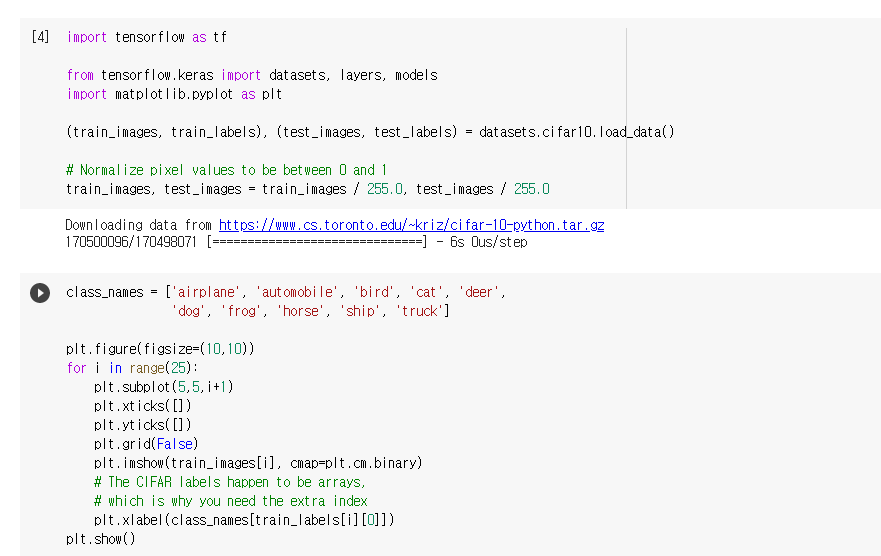 [4] import tensorflow as tf
from tensorflow.keras import datasets, layers, models
import matplotlib.pyplot as plt
(train_images, train_labels), (test_images, test_labels) = datasets.cifar10.load_data()
# Normalize pixel values to be between 0 and 1
train_images, test_images = train_images / 255.0, test_images / 255.0
Downloading data from https://www.cs.toronto.edu/~kriz/cifar-10-python.tar.gz
170500096/170498071 [==============================] - 6s 0us/step
class_names = ['airplane', 'automobile', 'bird', 'cat', 'deer',
               'dog', 'frog', 'horse', 'ship', 'truck']
plt.figure(figsize=(10,10))
for i in range(25):
    plt.subplot(5,5,i+1)
    plt.xticks([])
    plt.yticks([])
    plt.grid(False)
    plt.imshow(train_images[i], cmap=plt.cm.binary)
    # The CIFAR labels happen to be arrays,
    # which is why you need the extra index
    plt.xlabel(class_names[train_labels[i][0]])
plt.show()